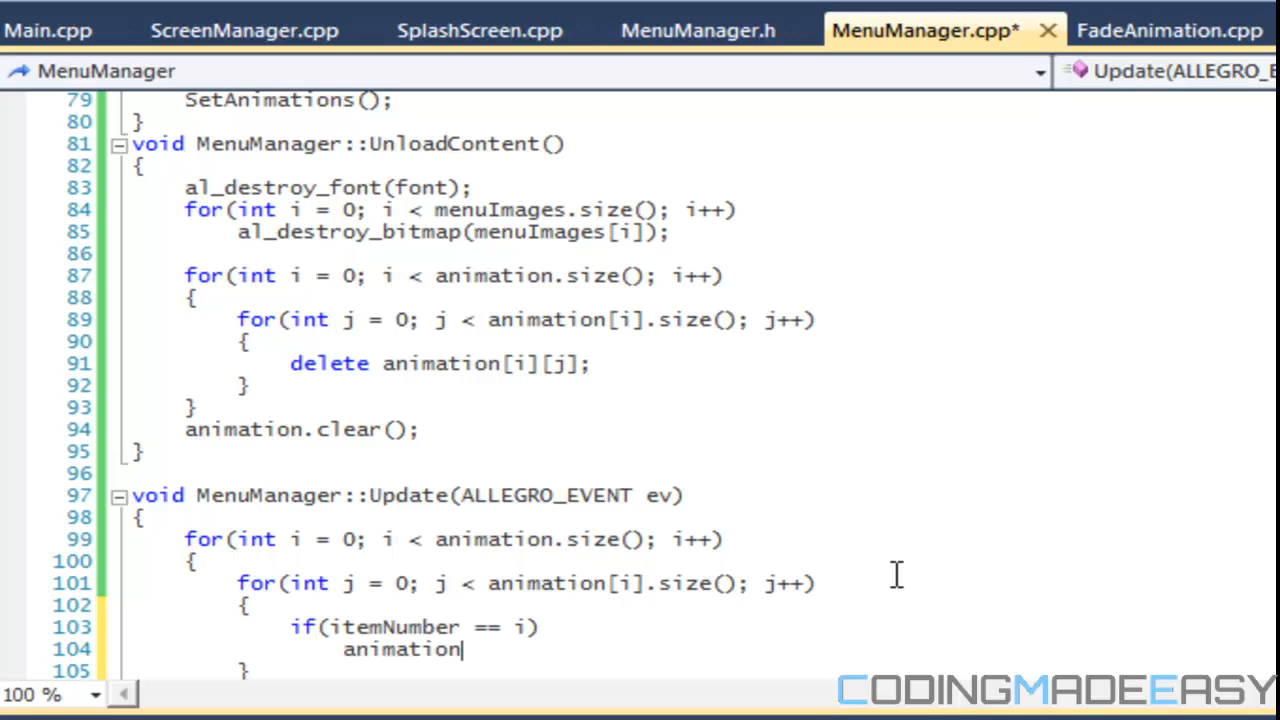 Main.cpp ScreenManager.cpp SplashScreen.cpp MenuManager.h MenuManager.cpp* FadeAnimation.cpp
MenuManager Update(ALLEGRO_E
79 SetAnimations();
80 }
81 void MenuManager::UnloadContent()
82 {
83 al_destroy_font(font);
84 for(int i = 0; i < menuImages.size(); i++)
85 al_destroy_bitmap(menuImages[i]);
86
87 for(int i = 0; i < animation.size(); i++)
88 {
89 for(int j = 0; j < animation[i].size(); j++)
90 {
91 delete animation[i][j];
92 }
93 }
94 animation.clear();
95 }
96
97 void MenuManager::Update(ALLEGRO_EVENT ev)
98 {
99 for(int i = 0; i < animation.size(); i++)
100 {
101 for(int j = 0; j < animation[i].size(); j++)
102 {
103 if(itemNumber == i)
104 animation
105 }
100 %
CODINGMADEEASY